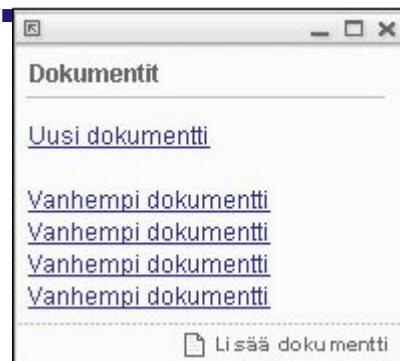 Dokumentit
Uusi dokumentti
Vanhempi dokumentti
Vanhempi dokumentti
Vanhempi dokumentti
Vanhempi dokumentti
Lisää dokumentti